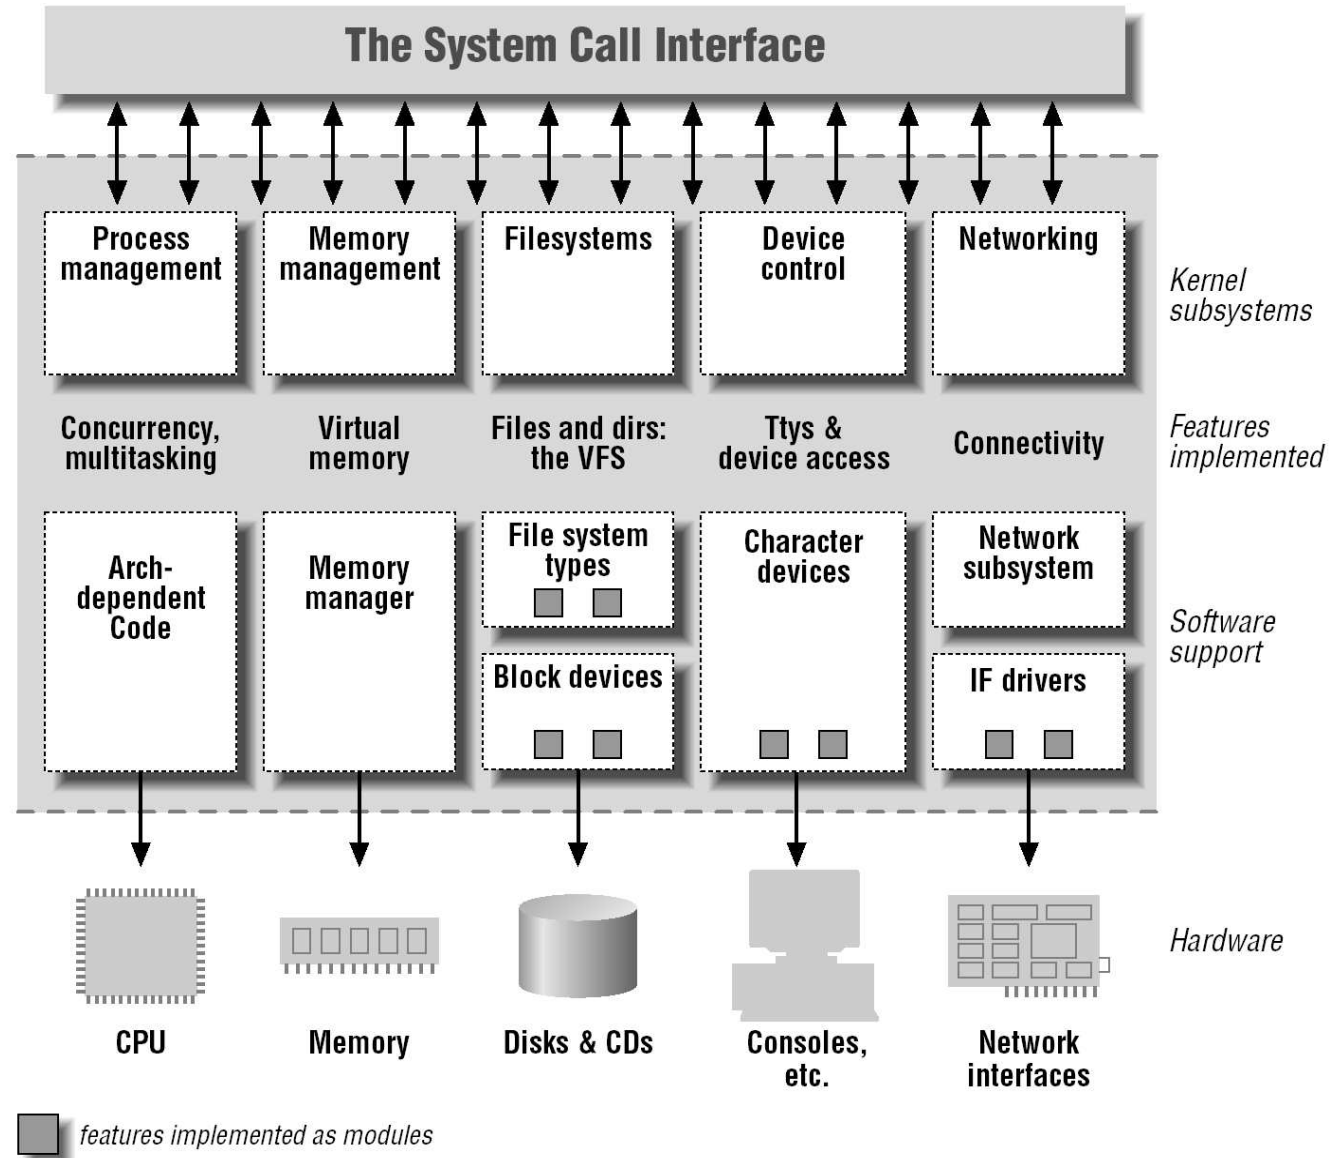 The System Call Interface
Process
management
Memory
management
Filesystems
Device
control
Networking
Kernel
subsystems
Concurrency,
multitasking
Virtual
memory
Files and dirs:
the VFS
Ttys &
device access
Connectivity
Features
implemented
Arch-
dependent
Code
Memory
manager
File system
types
Block devices
Character
devices
Network
subsystem
IF drivers
Software
support
Hardware
CPU
Memory
Disks & CDs
Consoles,
etc.
Network
interfaces
features implemented as modules